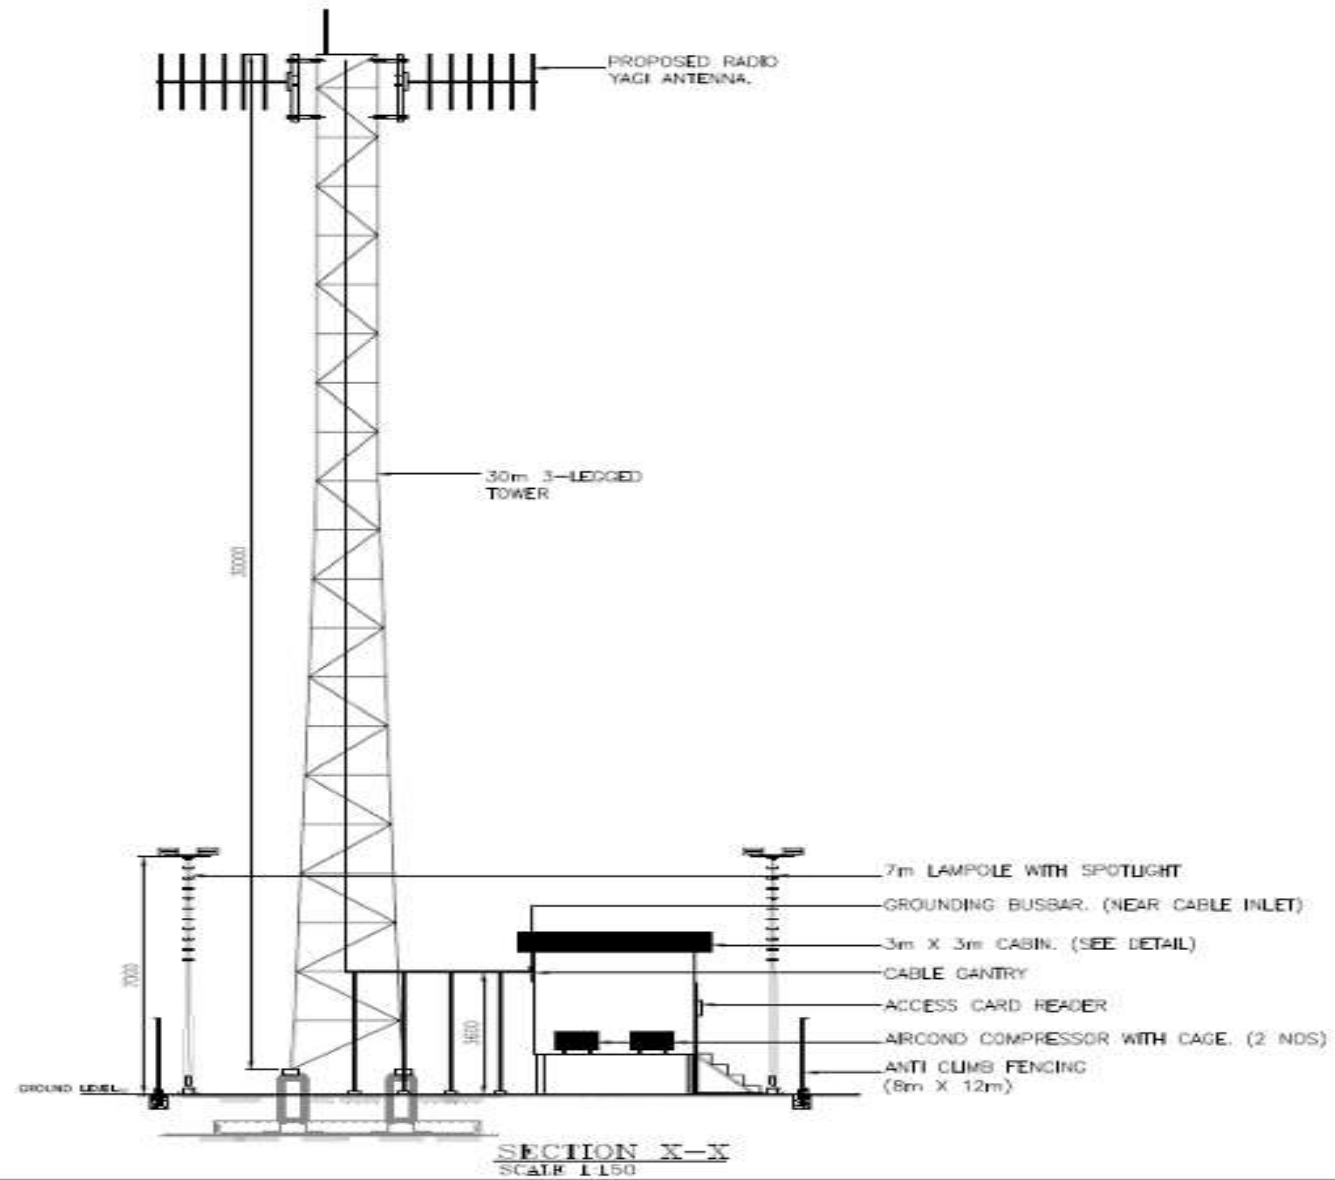 PROPOSED RADIO
YAGI ANTENNA.
30m 3-LEGGED
TOWER
30000
7m LAMPOLE WITH SPOTLIGHT
GROUNDING BUSBAR. (NEAR CABLE INLET)
3m X 3m CABIN. (SEE DETAIL)
CABLE GANTRY
7000
ACCESS CARD READER
3600
AIRCOND COMPRESSOR WITH CAGE. (2 NOS)
ANTI CLIMB FENCING
(8m X 12m)
GROUND LEVEL
SECTION X-X
SCALE 1:150